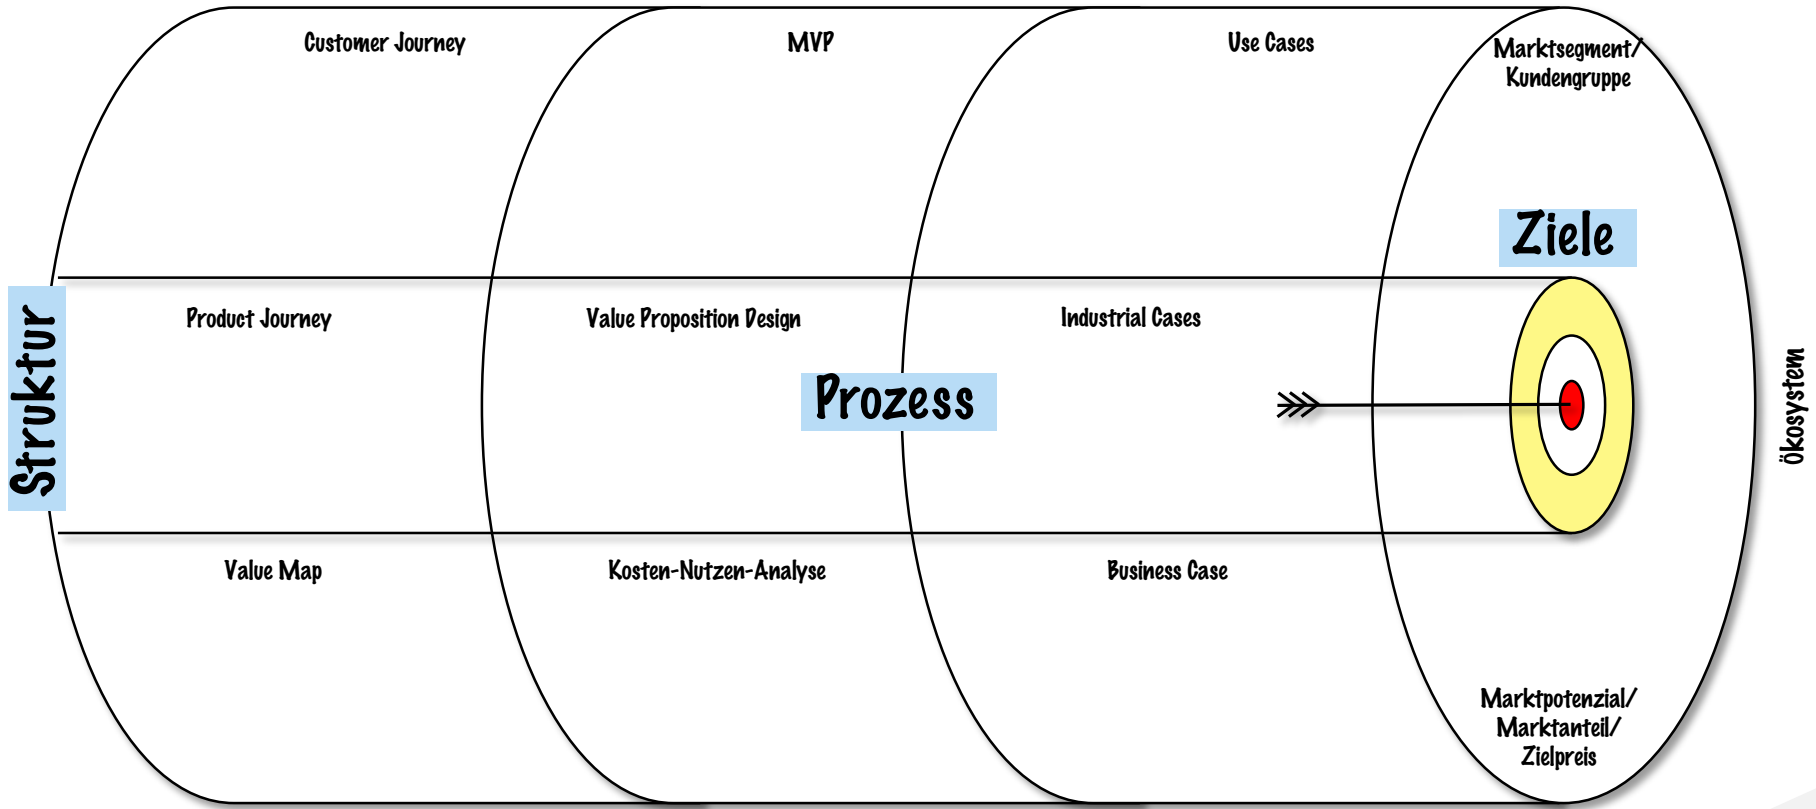 Customer Journey
MVP
Use Cases
Marktsegment/
Kundengruppe
Ziele
Struktur
Product Journey
Value Proposition Design
Industrial Cases
Prozess
Ökosystem
Value Map
Kosten-Nutzen-Analyse
Business Case
Marktpotenzial/
Marktanteil/
Zielpreis